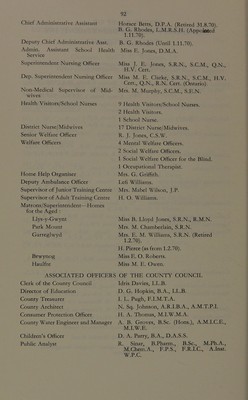 92
Chief Administrative Assistant Horace Betts, D.P.A. (Retired 31.8.70).
B. G. Rhodes, L.M.R.S.H. (Appointed
1.11.70).
Deputy Chief Administrative Asst. B. G. Rhodes (Until 1.11.70).
Admin. Assistant School Health Miss E. Jones, D.M.A.
Service
Superintendent Nursing Officer Miss J. E. Jones, S.R.N., S.C.M., Q.N.,
H.V. Cert.
Dep. Superintendent Nursing Officer Miss M. E. Clarke, S.R.N., S.C.M., H.V.
Cert., Q.N., R.N. Cert. (Ontario).
Non-Medical Supervisor of Mid- Mrs. M. Murphy, S.C.M., S.E.N.
wives
Health Visitors/School Nurses 9 Health Visitors/School Nurses.
2 Health Visitors.
1 School Nurse.
District Nurse/Midwives 17 District Nurse/Midwives.
Senior Welfare Officer R. J. Jones, C.S.W.
Welfare Officers 4 Mental Welfare Officers.
2 Social Welfare Officers.
1 Social Welfare Officer for the Blind.
1 Occupational Therapist.
Home Help Organiser Mrs. G. Griffith.
Deputy Ambulance Officer Lefi Williams.
Supervisor of Junior Training Centre Mrs. Mabel Wilson, J.P.
Supervisor of Adult Training Centre H. O. Williams.
Matrons/Superintendent—Homes
for the Aged :
Llys-y-Gwynt Miss B. Lloyd Jones, S.R.N., R.M.N.
Park Mount Mrs. M. Chamberlain, S.R.N.
Garreglwyd Mrs. E. M. Williams, S.R.N. (Retired
1.2.70).
H. Pierce (as from 1.2.70).
Brwynog Miss E. O. Roberts.
Haulfre Miss M. E. Owen.
ASSOCIATED OFFICERS OF THE COUNTY COUNCIL
Clerk of the County Council Idris Davies, LL.B.
Director of Education D. G. Hopkin, B.A., LL.B.
County Treasurer I. L. Pugh, F.I.M.T.A.
County Architect N. Sq. Johnson, A.R.I.B.A., A.M.T.P.I.
Consumer Protection Officer H. A. Thomas, M.I.W.M.A.
County Water Engineer and Manager A. B. Groves, B.Sc. (Hons.), A.M.I.C.E.,
M.I.W.E.
Children's Officer D. A. Parry, B.A., D.A.S.S.
Public Analyst R. Sinar, B.Pharm., B.Sc., M.Ph.A.,
M.Chem.A., F.P.S., F.R.I.C., A.Inst.
W.P.C.